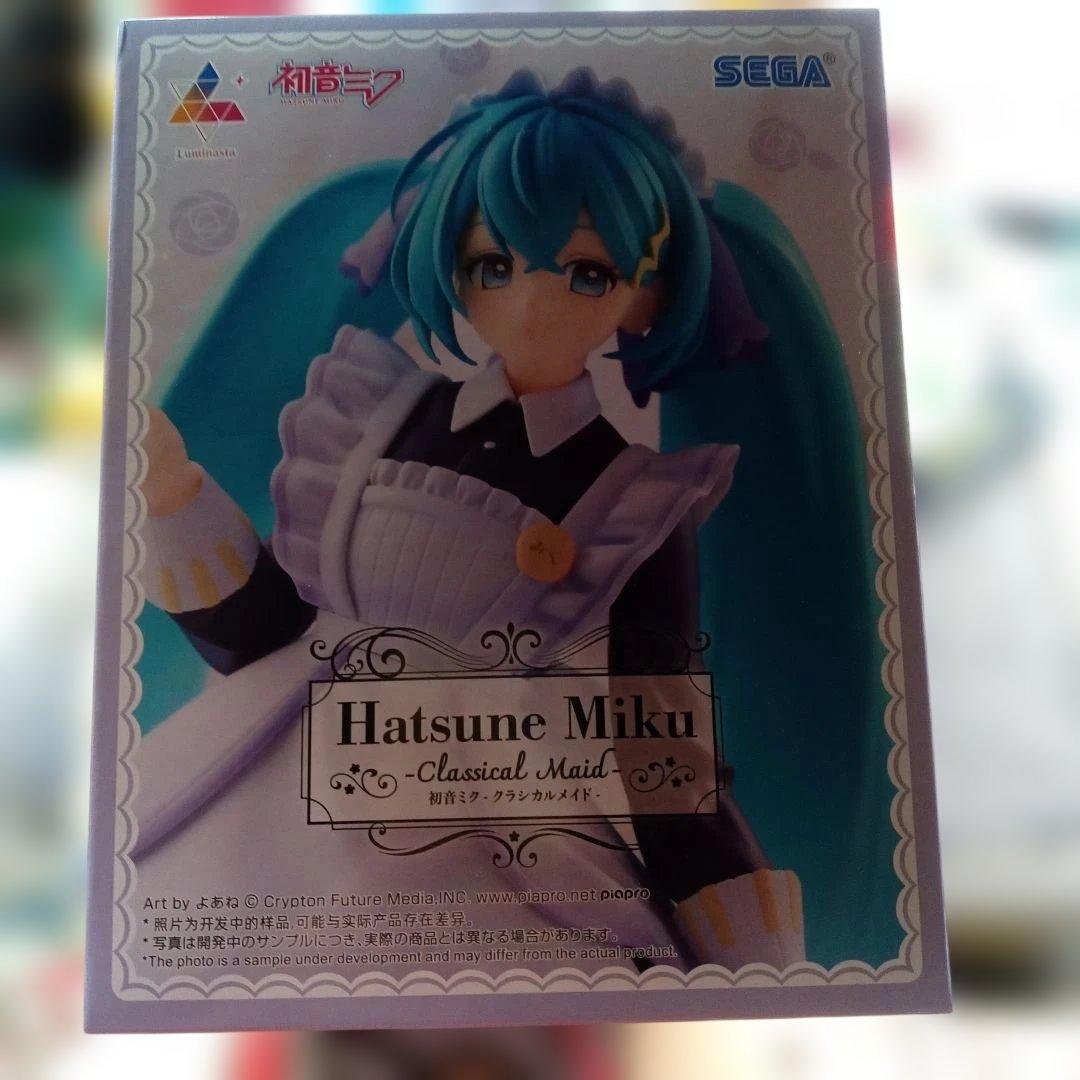 Luminasta
初音ミク
HATSUNE MIKU
SEGA®
Hatsune Miku
-Classical Maid-
初音ミク-クラシカルメイド-
Art by よあね © Crypton Future Media,INC. www.piapro.net piapro
* 照片为开发中的样品,可能与实际产品存在差异。
* 写真は開発中のサンプルにつき、実際の商品とは異なる場合があります。
*The photo is a sample under development and may differ from the actual product.